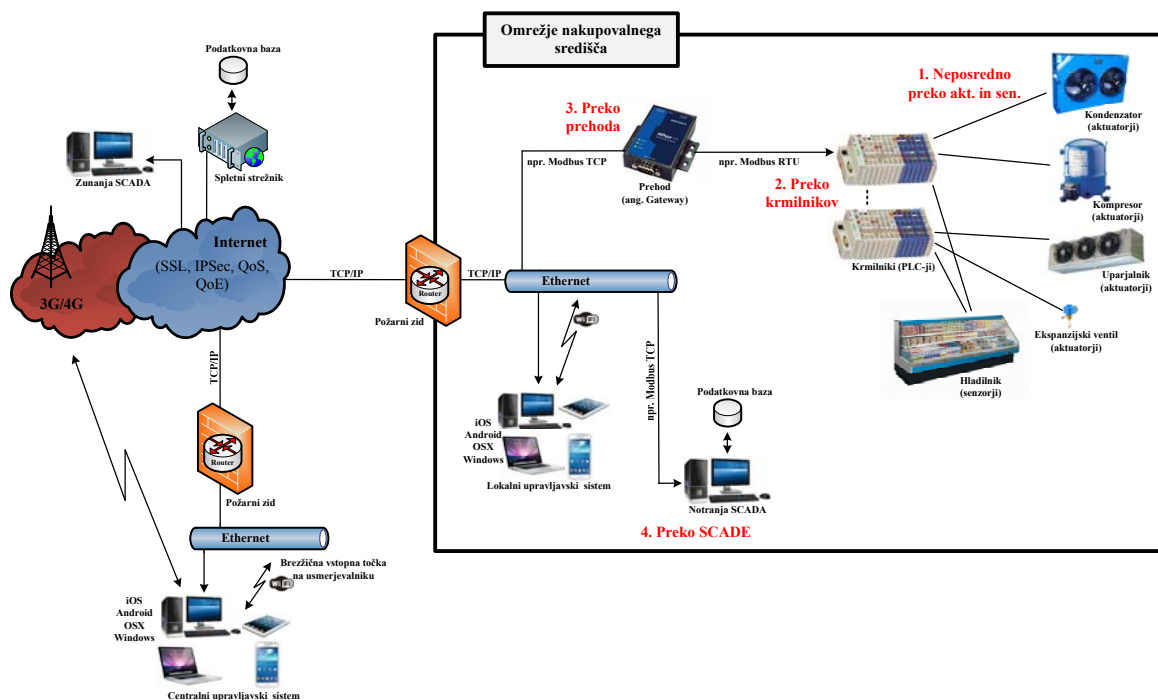 Omrežje nakupovalnega
središča
Podatkovna baza
Zunanja SCADA
Spletni strežnik
Internet
(SSL, IPSec, QoS,
QoE)
3G/4G
TCP/IP
Router
Požarni zid
TCP/IP
Ethernet
3. Preko
prehoda
npr. Modbus TCP
Prehod
(ang. Gateway)
npr. Modbus RTU
1. Neposredno
preko akt. in sen.
2. Preko
krmilnikov
Krmilniki (PLC-ji)
Kondenzator
(aktuatorji)
Kompresor
(aktuatorji)
Uparjalnik
(aktuatorji)
Ekspanzijski ventil
(aktuatorji)
Hladilnik
(senzorji)
Wi Fi
iOS
Android
OSX
Windows
Lokalni upravljavski sistem
npr. Modbus TCP
Podatkovna baza
Notranja SCADA
4. Preko SCADE
TCP/IP
Router
Požarni zid
Ethernet
Brezžična vstopna točka
na usmerjevalniku
Wi Fi
iOS
Android
OSX
Windows
Centralni upravljavski sistem